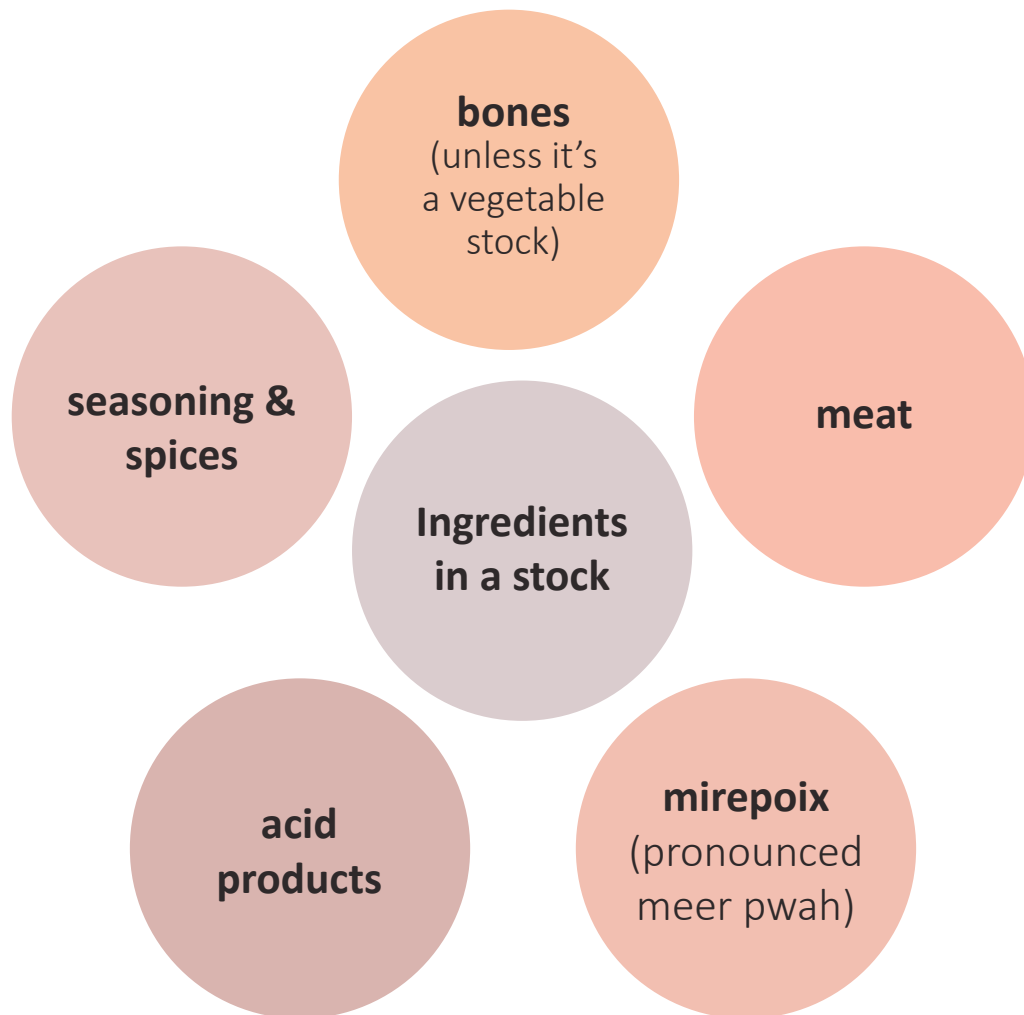 bones
(unless it’s
a vegetable
stock)
seasoning &
spices
meat
Ingredients
in a stock
acid
products
mirepoix
(pronounced
meer pwah)